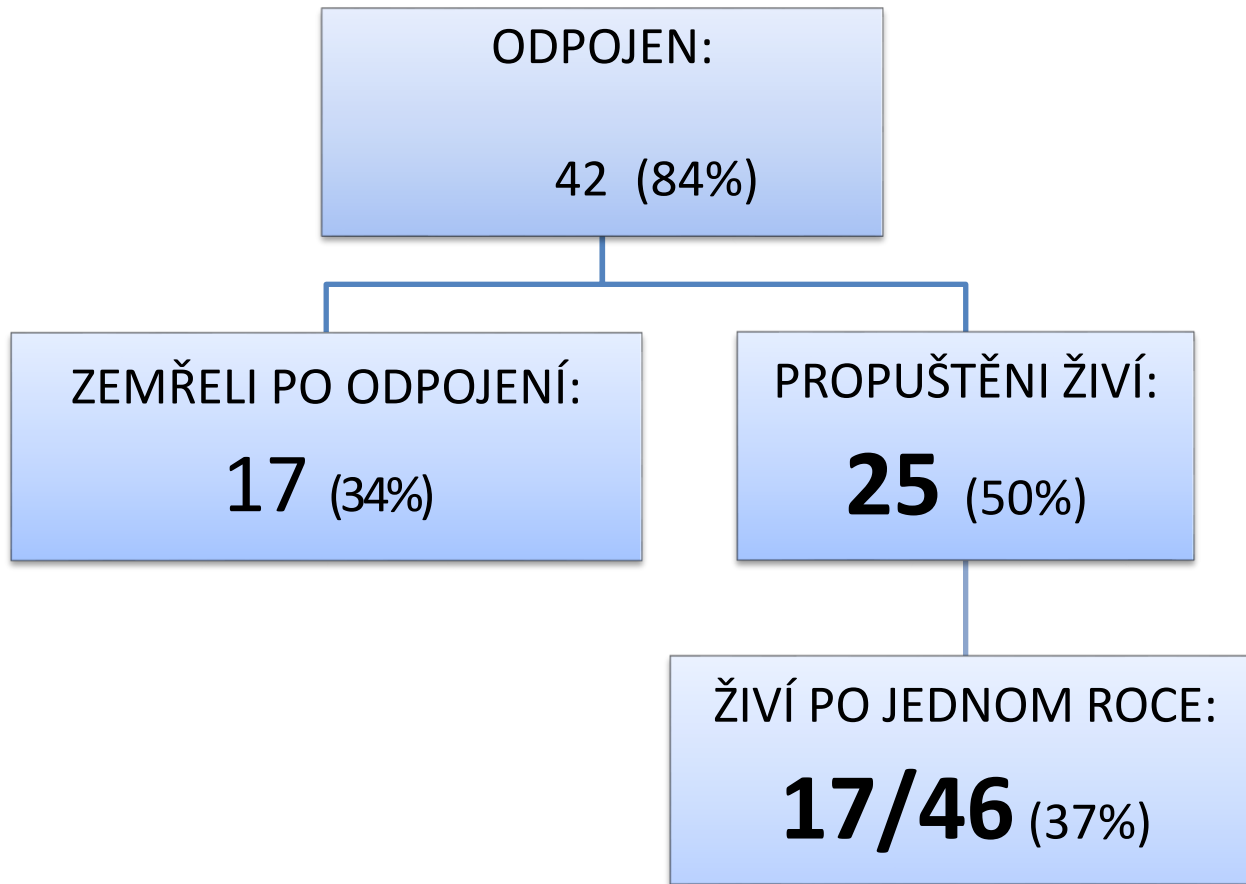 ODPOJEN:
42 (84%)
ZEMŘELI PO ODPOJENÍ:
17 (34%)
PROPUŠTĚNI ŽIVÍ:
25 (50%)
ŽIVÍ PO JEDNOM ROCE:
17/46 (37%)